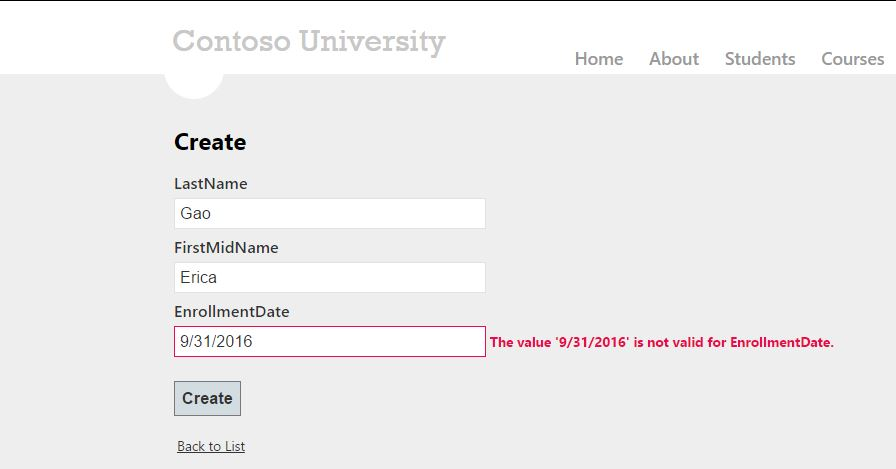 Contoso University
Home About Students Courses
Create
LastName
Gao
FirstMidName
Erica
EnrollmentDate
9/31/2016 The value '9/31/2016' is not valid for EnrollmentDate.
Create
Back to List